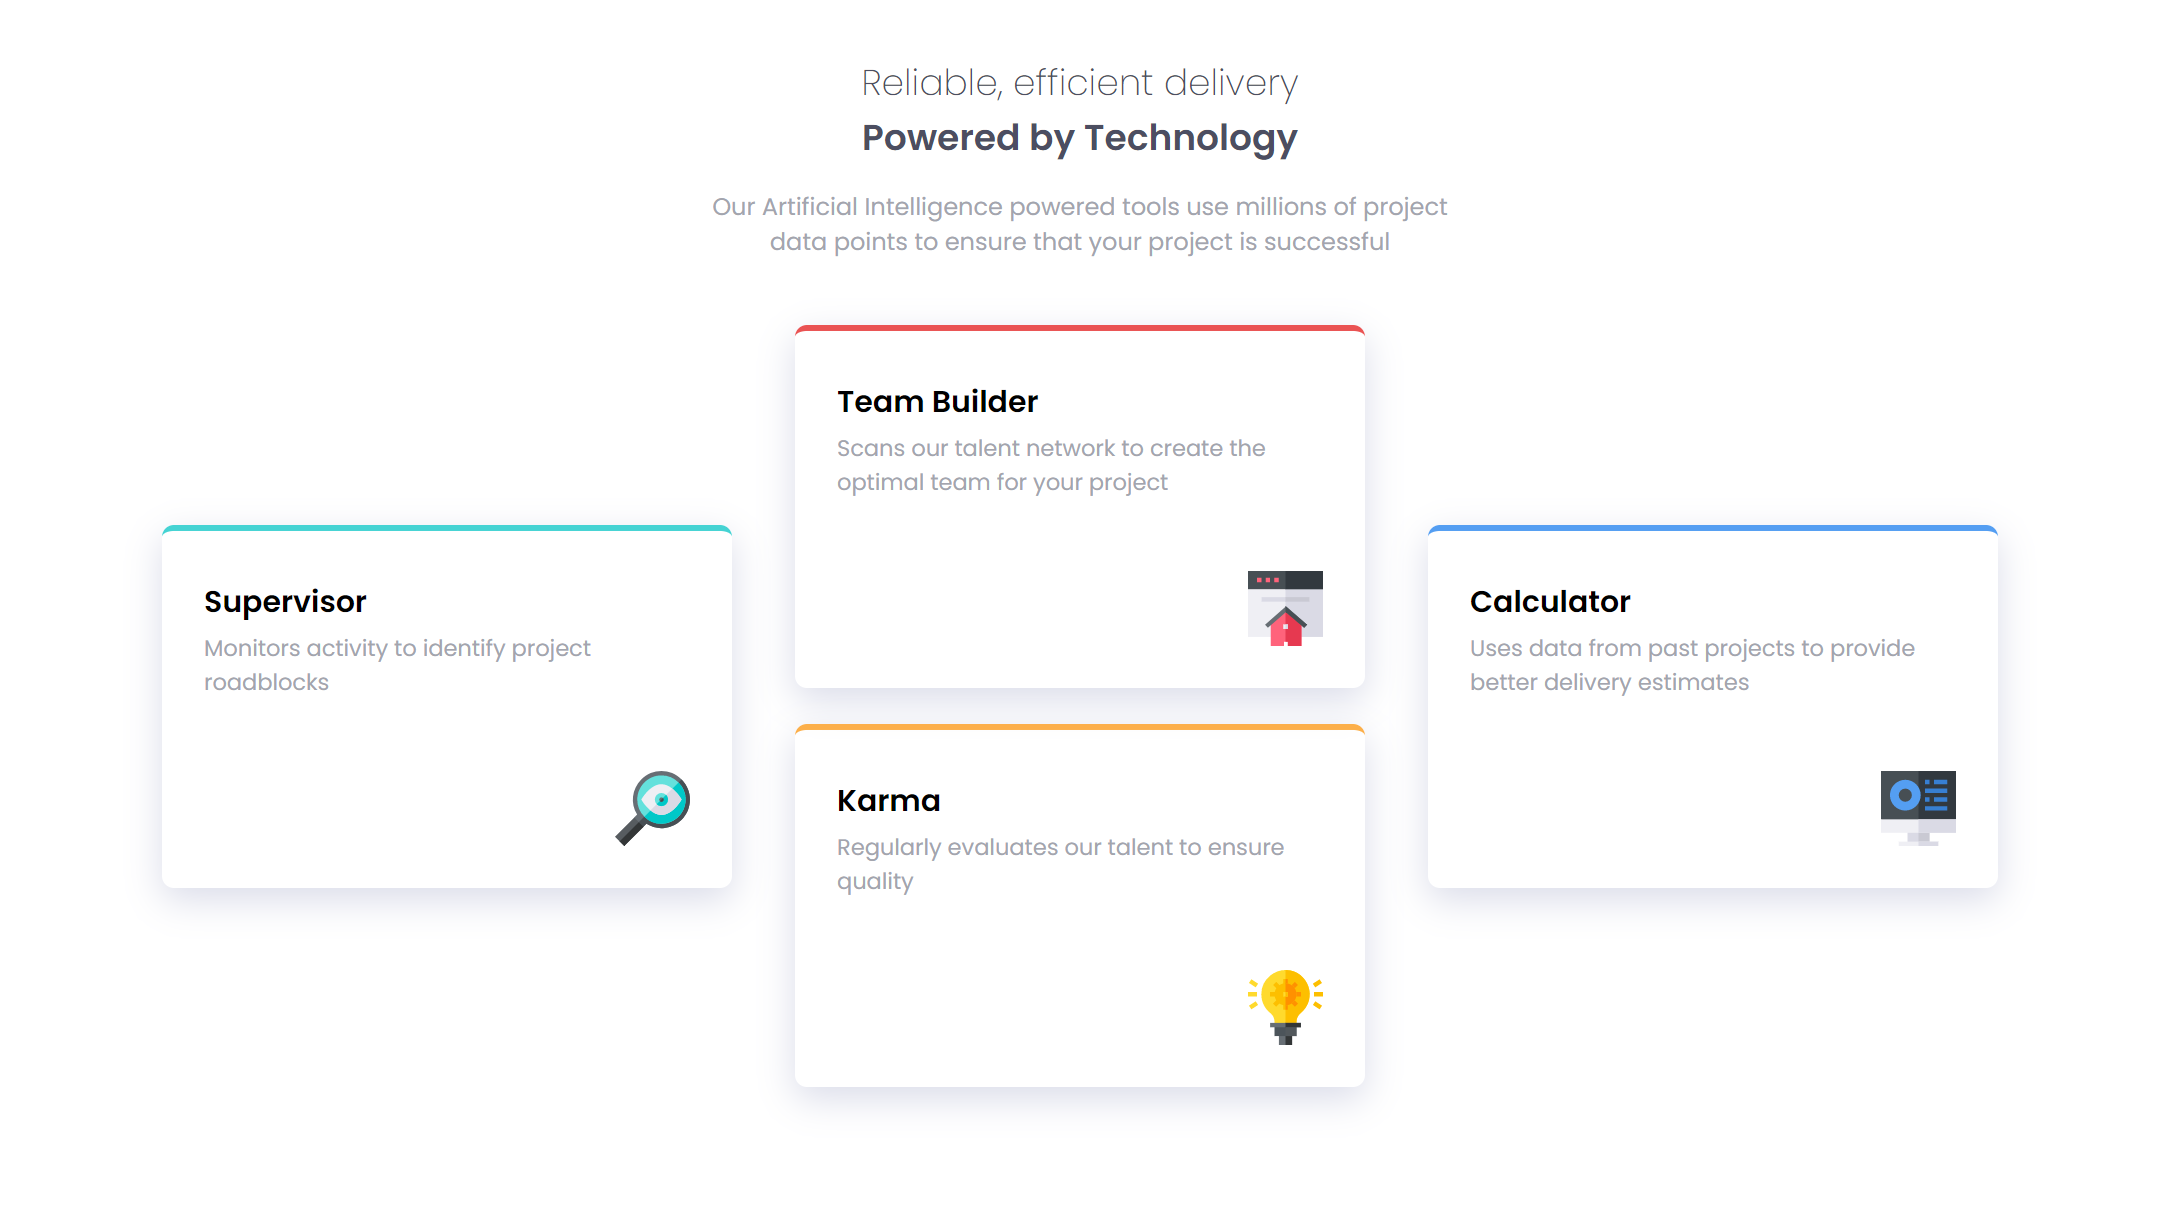 Reliable, efficient delivery
Powered by Technology
Our Artificial Intelligence powered tools use millions of project
data points to ensure that your project is successful
Supervisor
Monitors activity to identify project
roadblocks
Team Builder
Scans our talent network to create the
optimal team for your project
Karma
Regularly evaluates our talent to ensure
quality
Calculator
Uses data from past projects to provide
better delivery estimates